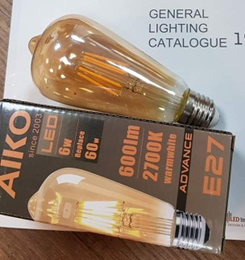 GENERAL
LIGHTING
CATALOGUE
AIKO
since 2003
LED
6w
Replace
60w
600lm
2700K
warmwhite
ADVANCE
E27